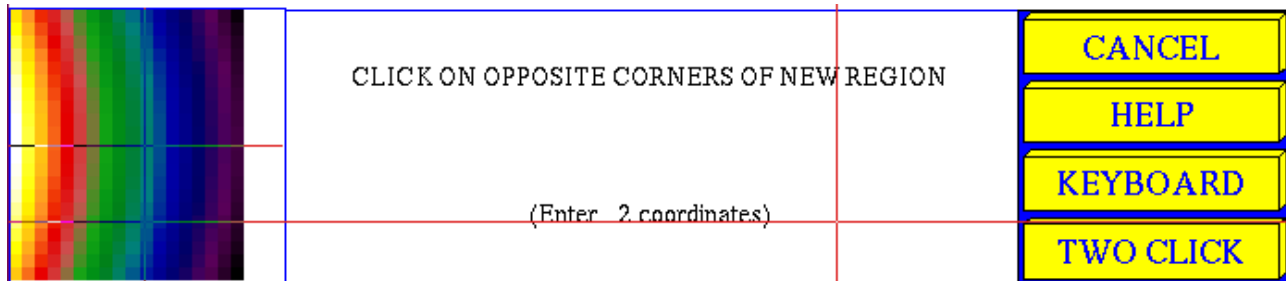 CLICK ON OPPOSITE CORNERS OF NEW REGION
(Enter 2 coordinates)
CANCEL
HELP
KEYBOARD
TWO CLICK